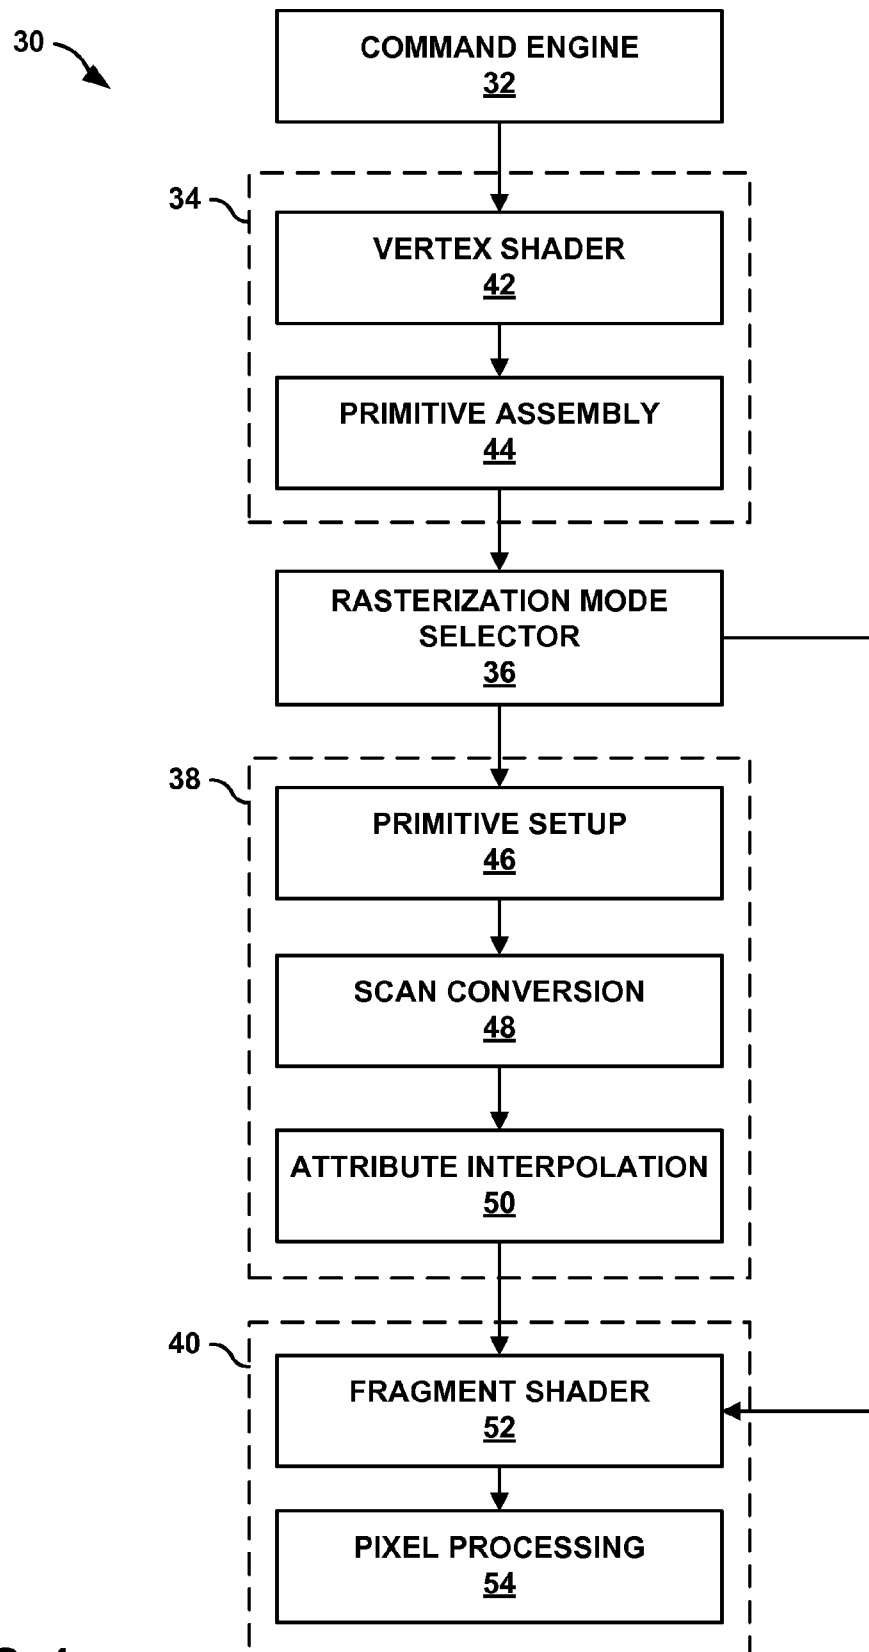 30
COMMAND ENGINE
32
34
VERTEX SHADER
42
PRIMITIVE ASSEMBLY
44
RASTERIZATION MODE
SELECTOR
36
38
PRIMITIVE SETUP
46
SCAN CONVERSION
48
ATTRIBUTE INTERPOLATION
50
40
FRAGMENT SHADER
52
PIXEL PROCESSING
54